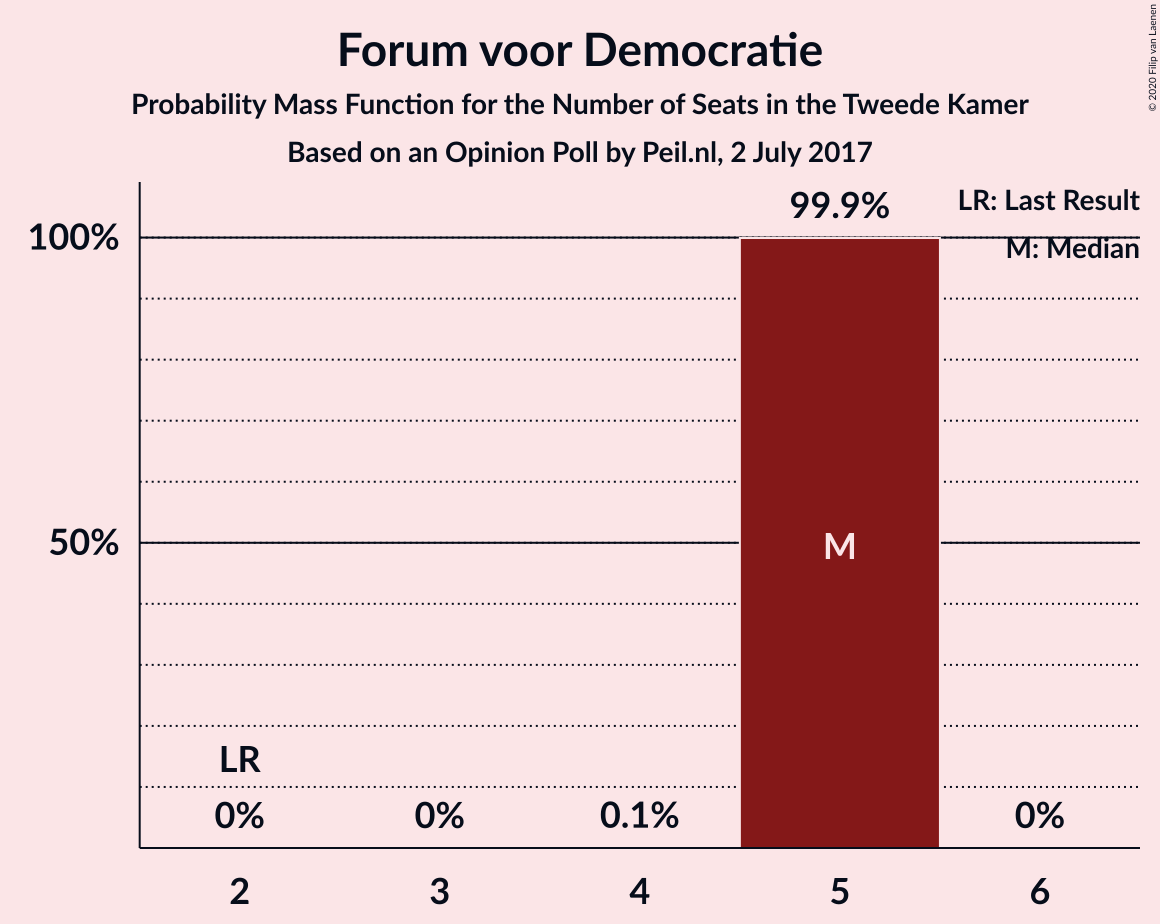 Forum voor Democratie
Probability Mass Function for the Number of Seats in the Tweede Kamer
Based on an Opinion Poll by Peil.nl, 2 July 2017
© 2020 Filip van Laenen
LR: Last Result
M: Median
99.9%
100%
50%
M
LR
0%
0%
0.1%
0%
2
3
4
5
6